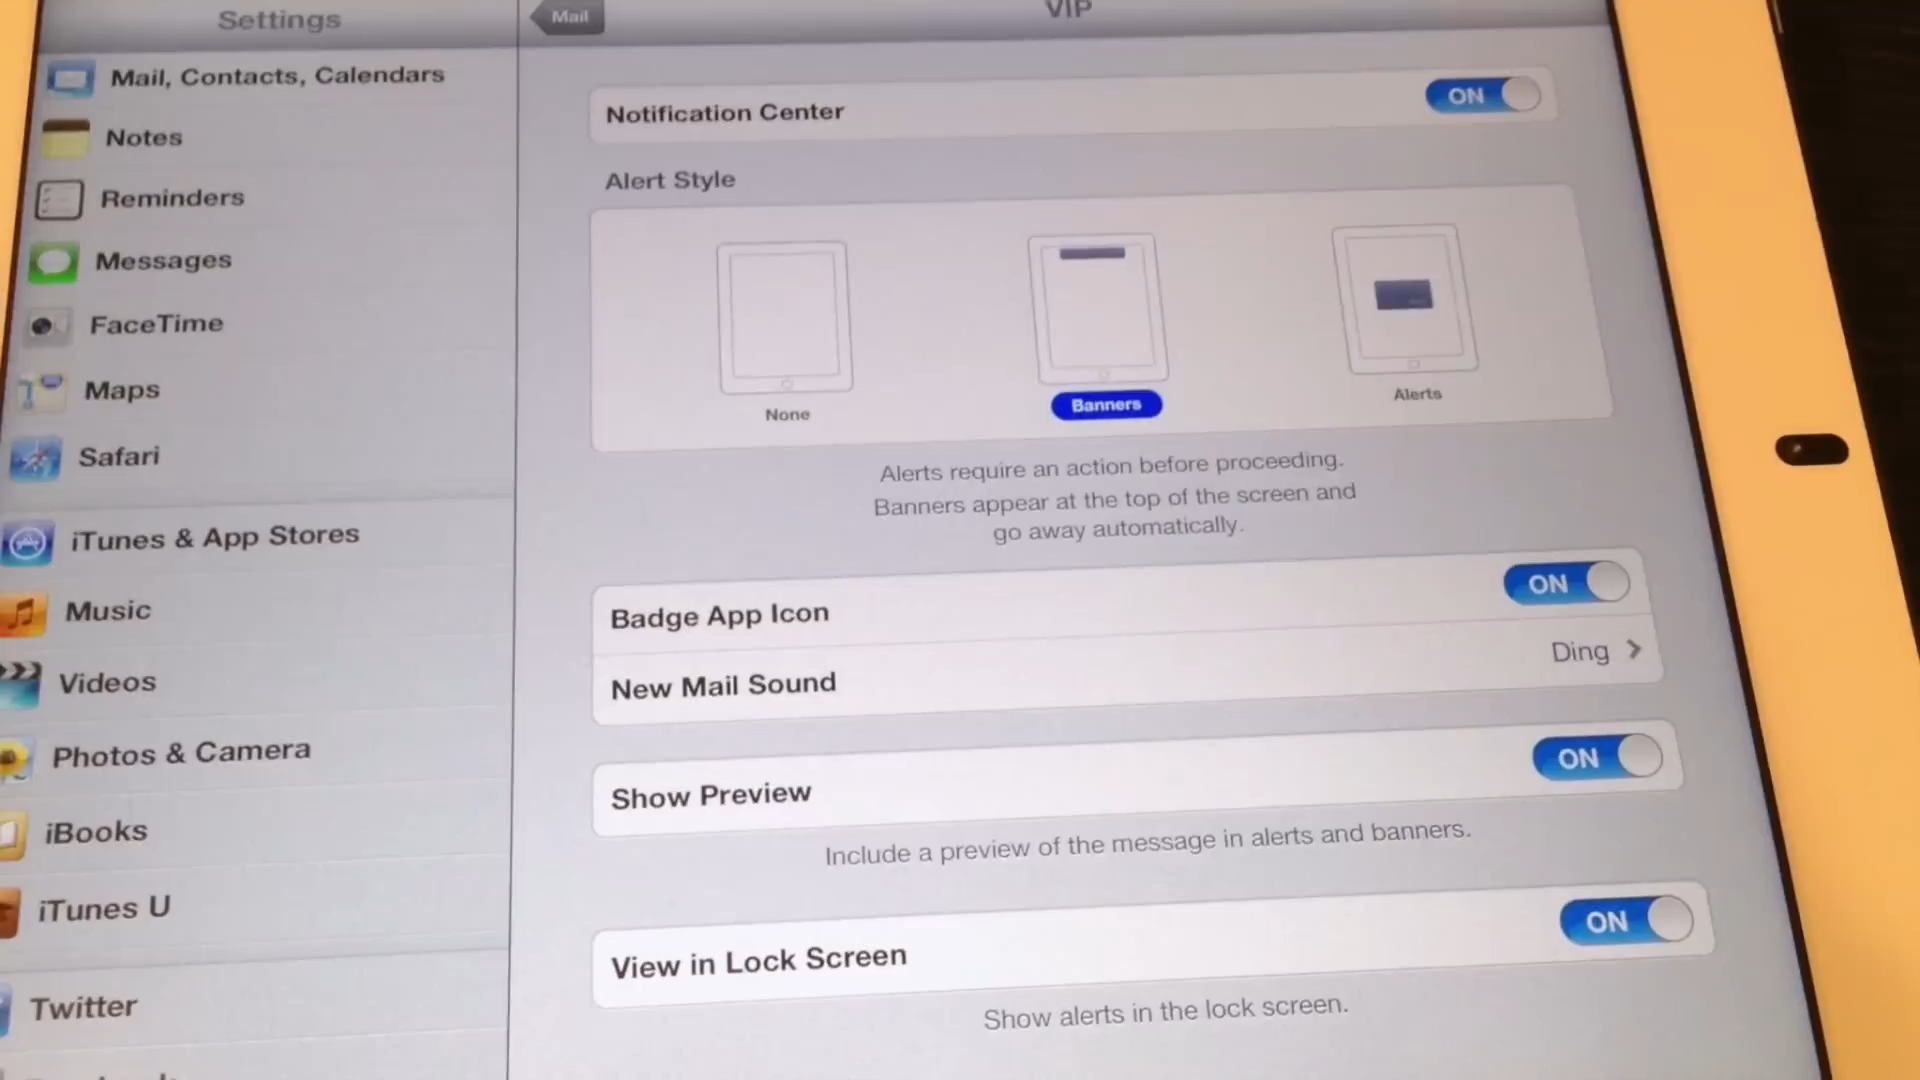 Settings
Mail, Contacts, Calendars
Notes
Reminders
Messages
FaceTime
Maps
Safari
iTunes & App Stores
Music
Videos
Photos & Camera
iBooks
iTunes U
Twitter
Mail
VIP
Notification Center
ON
Alert Style
None
Banners
Alerts
Alerts require an action before proceeding.
Banners appear at the top of the screen and
go away automatically.
Badge App Icon
ON
New Mail Sound
Ding
Show Preview
ON
Include a preview of the message in alerts and banners.
View in Lock Screen
ON
Show alerts in the lock screen.